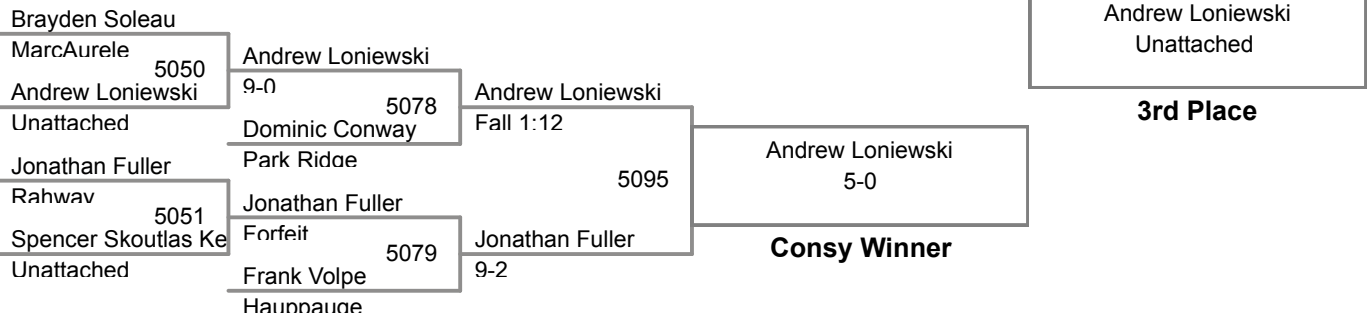 Brayden Soleau
MarcAurele
5050
Andrew Loniewski
Unattached
Jonathan Fuller
Rahway
5051
Spencer Skoutlas Ke
Unattached
Andrew Loniewski
9-0
5078
Dominic Conway
Park Ridge
Jonathan Fuller
Forfeit
5079
Frank Volpe
Hauppauge
Andrew Loniewski
Fall 1:12
5095
Jonathan Fuller
9-2
Andrew Loniewski
5-0
Consy Winner
Andrew Loniewski
Unattached
3rd Place